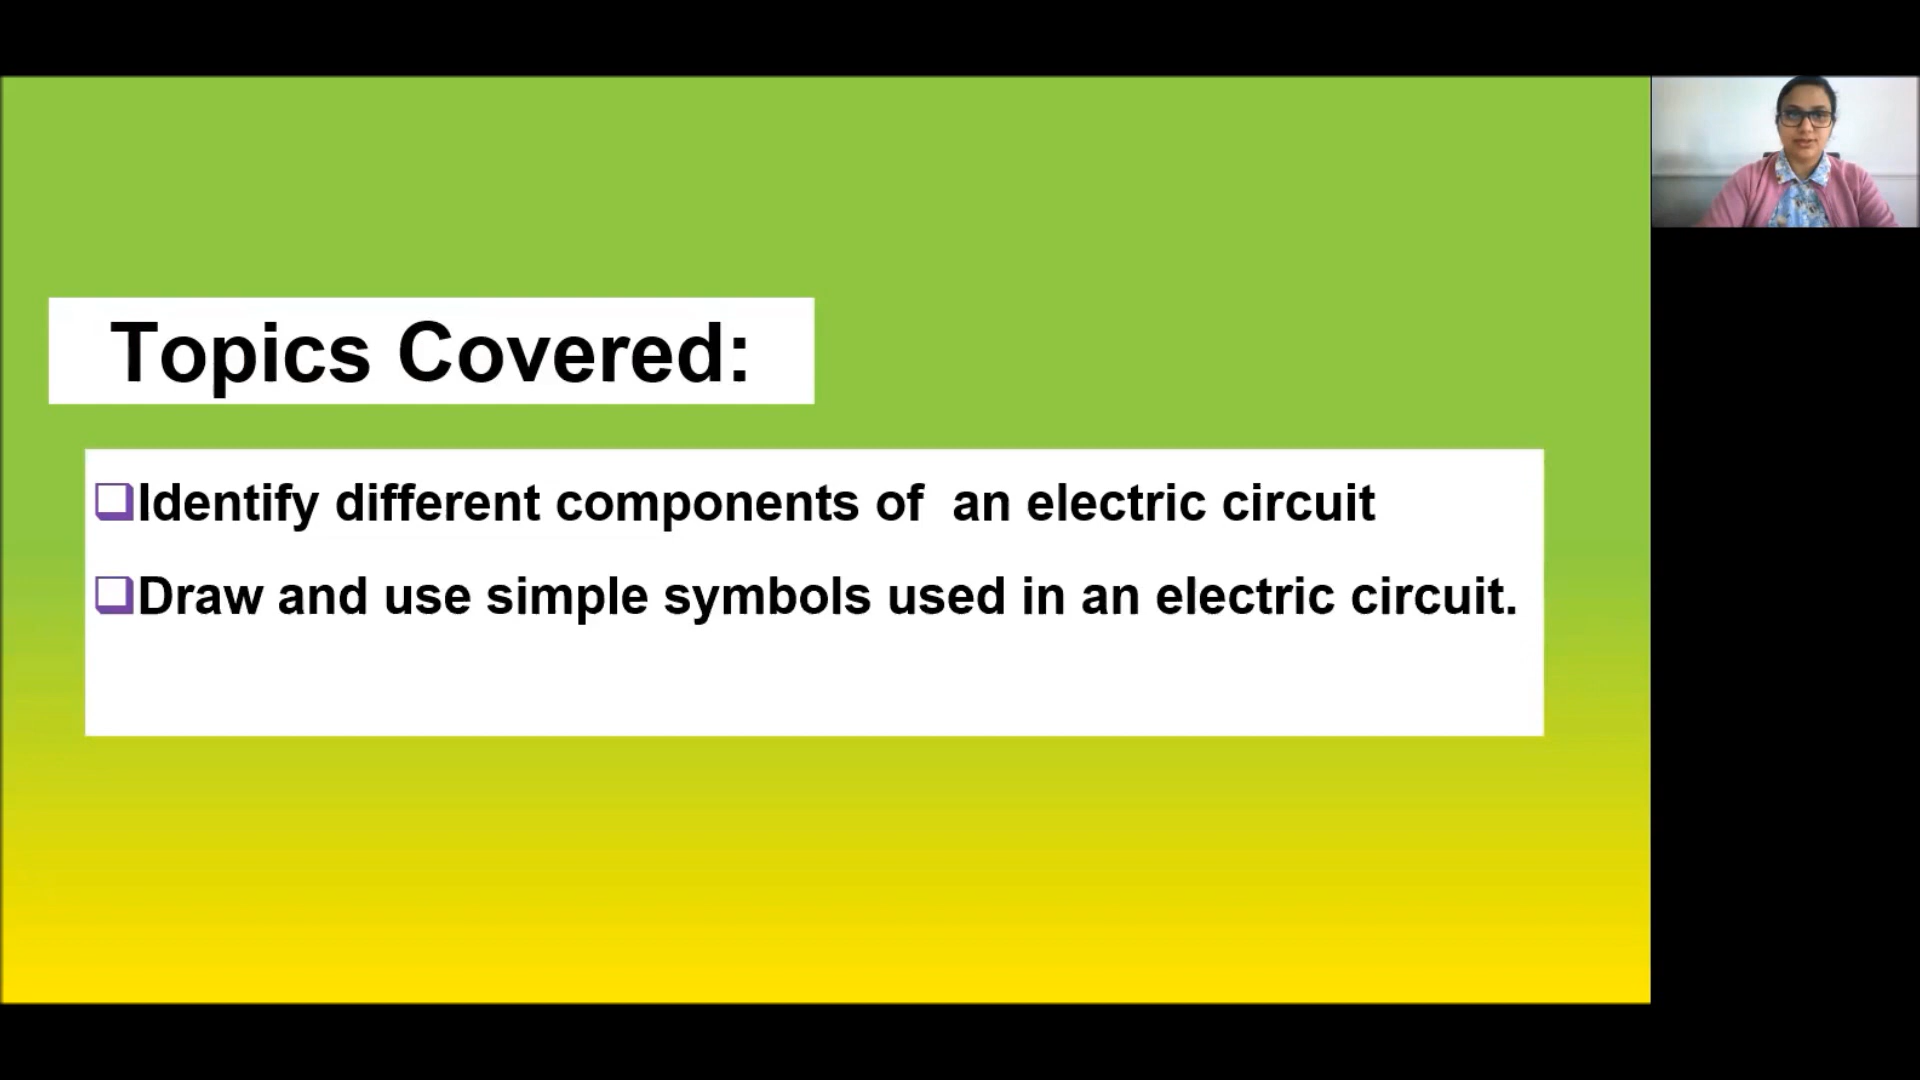 Topics Covered:
❑Identify different components of  an electric circuit
❑Draw and use simple symbols used in an electric circuit.